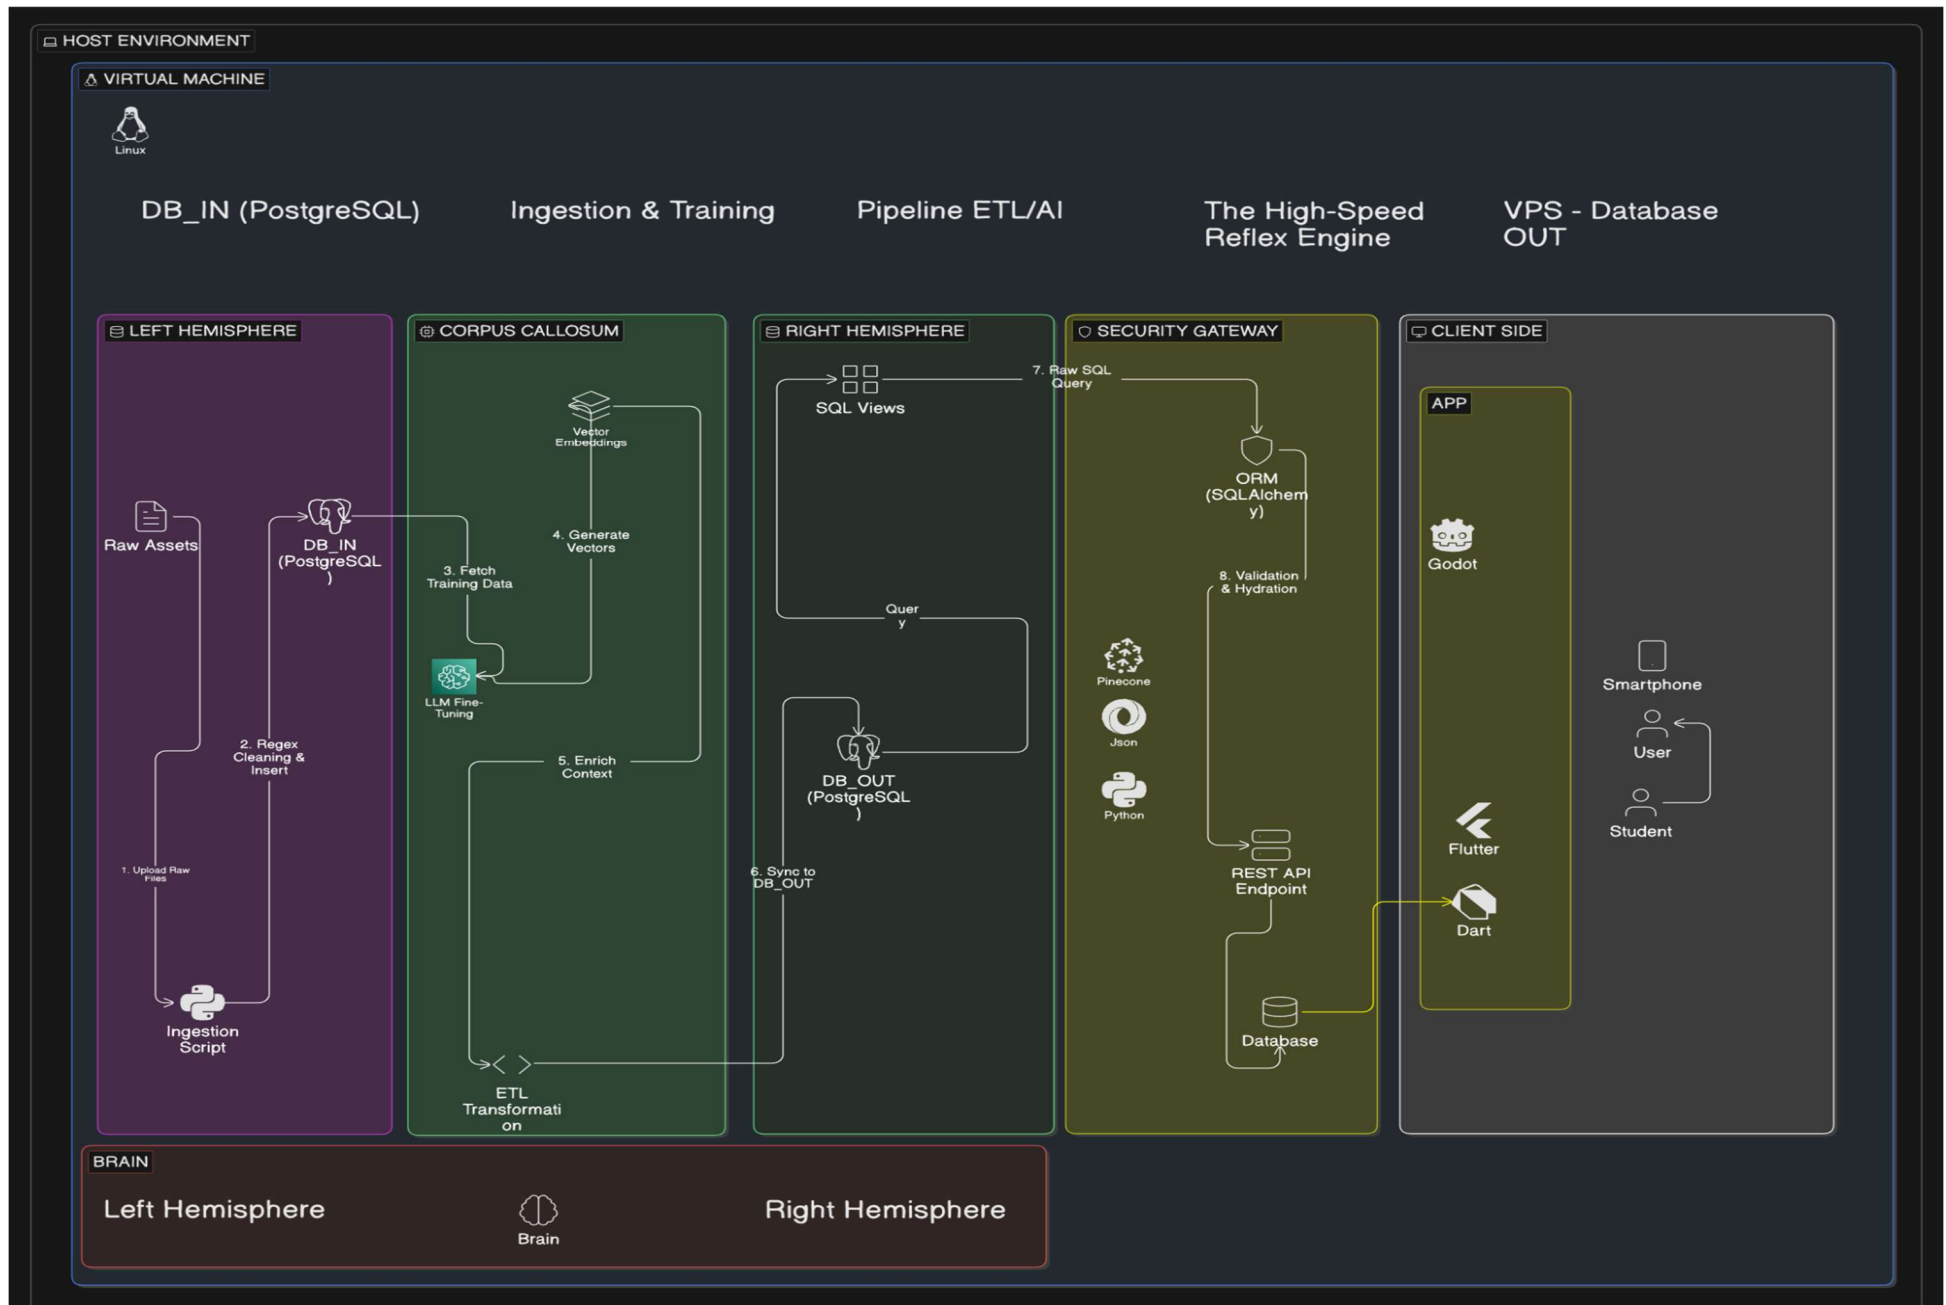 HOST ENVIRONMENT
VIRTUAL MACHINE
Linux
DB_IN (PostgreSQL)
Ingestion & Training
Pipeline ETL/AI
The High-Speed
Reflex Engine
VPS - Database
OUT
LEFT HEMISPHERE
Raw Assets
DB_IN
(PostgreSQL
)
2. Regex
Cleaning &
Insert
1. Upload Raw
Files
Ingestion
Script
CORPUS CALLOSUM
Vector
Embeddings
4. Generate
Vectors
3. Fetch
Training Data
LLM Fine-
Tuning
5. Enrich
Context
ETL
Transformati
on
RIGHT HEMISPHERE
SQL Views
7. Raw SQL
Query
Quer
y
DB_OUT
(PostgreSQL
)
6. Sync to
DB_OUT
SECURITY GATEWAY
ORM
(SQLAlchem
y)
8. Validation
& Hydration
Pinecone
Json
Python
REST API
Endpoint
Database
CLIENT SIDE
APP
Godot
Flutter
Dart
Smartphone
User
Student
BRAIN
Left Hemisphere
Brain
Right Hemisphere